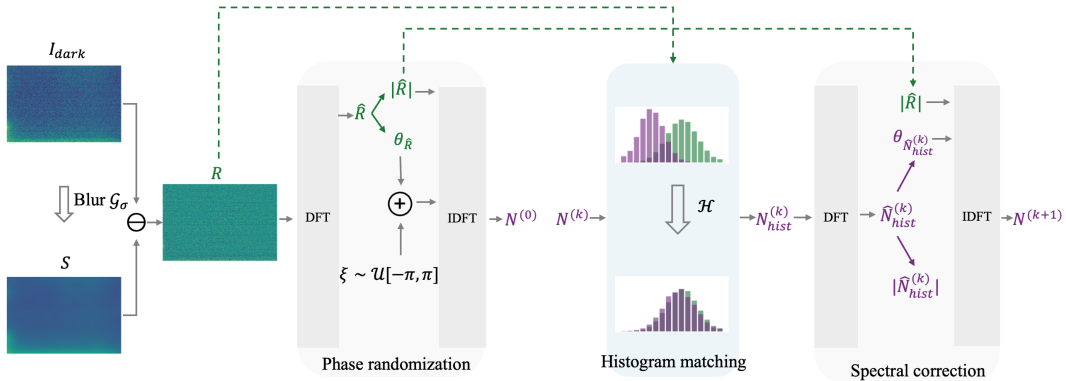 I_dark
Blur 𝒢_σ
S
R
DFT
R̂
|R̂|
θ_R̂
ξ ~ 𝒰[−π, π]
IDFT
N^(0)
Phase randomization
N^(k)
ℋ
Histogram matching
N_hist^(k)
DFT
|R̂|
θ_N̂_hist^(k)
N̂_hist^(k)
|N̂_hist^(k)|
IDFT
N^(k+1)
Spectral correction